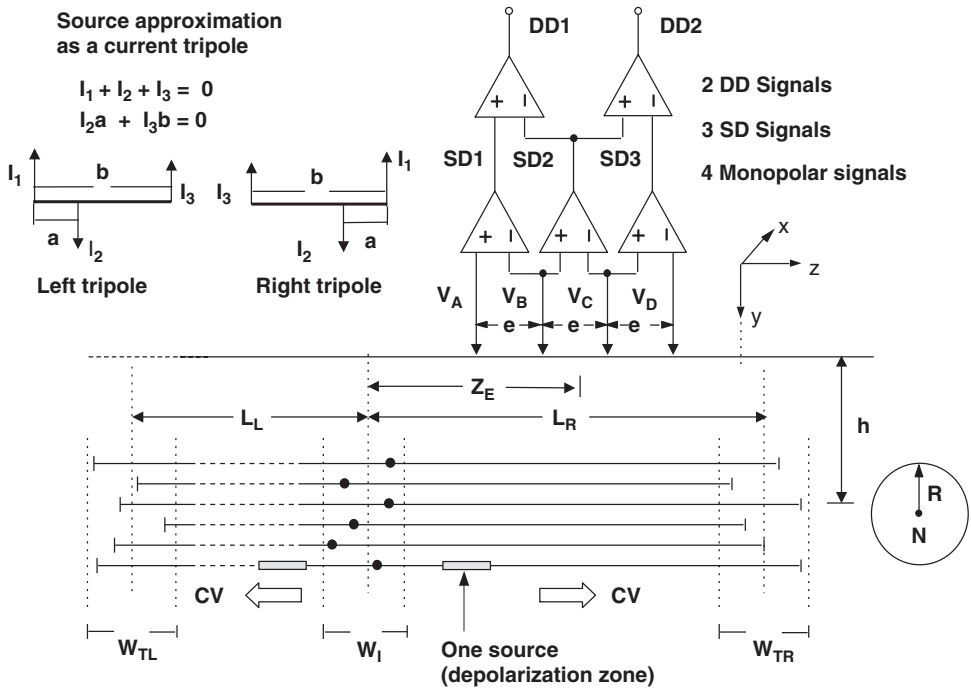 Source approximation
as a current tripole
I1 + I2 + I3 = 0
I2a + I3b = 0
I1
b
I3
a
I2
Left tripole
I3
b
I1
I2
a
Right tripole
DD1
DD2
+ −
+ −
2 DD Signals
3 SD Signals
4 Monopolar signals
SD1
SD2
SD3
+ −
+ −
+ −
VA
VB
VC
VD
e
e
e
x
z
y
ZE
LL
LR
h
R
N
CV
CV
WTL
WI
One source
(depolarization zone)
WTR